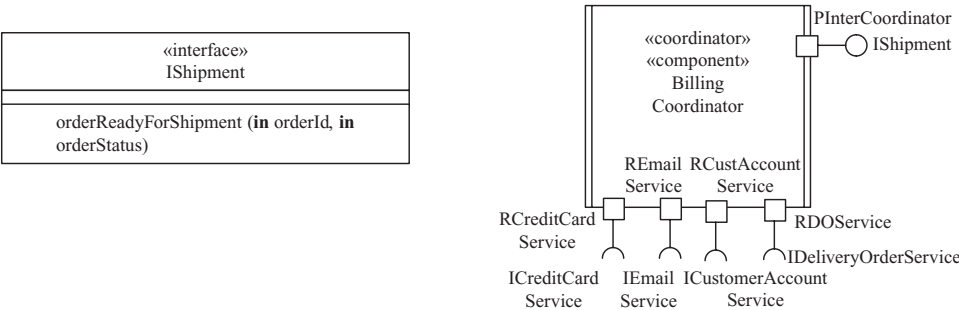 «interface»
IShipment
orderReadyForShipment (in orderId, in
orderStatus)
PInterCoordinator
IShipment
«coordinator»
«component»
Billing
Coordinator
REmail
Service
RCustAccount
Service
RCreditCard
Service
RDOService
IDeliveryOrderService
ICreditCard
Service
IEmail
Service
ICustomerAccount
Service